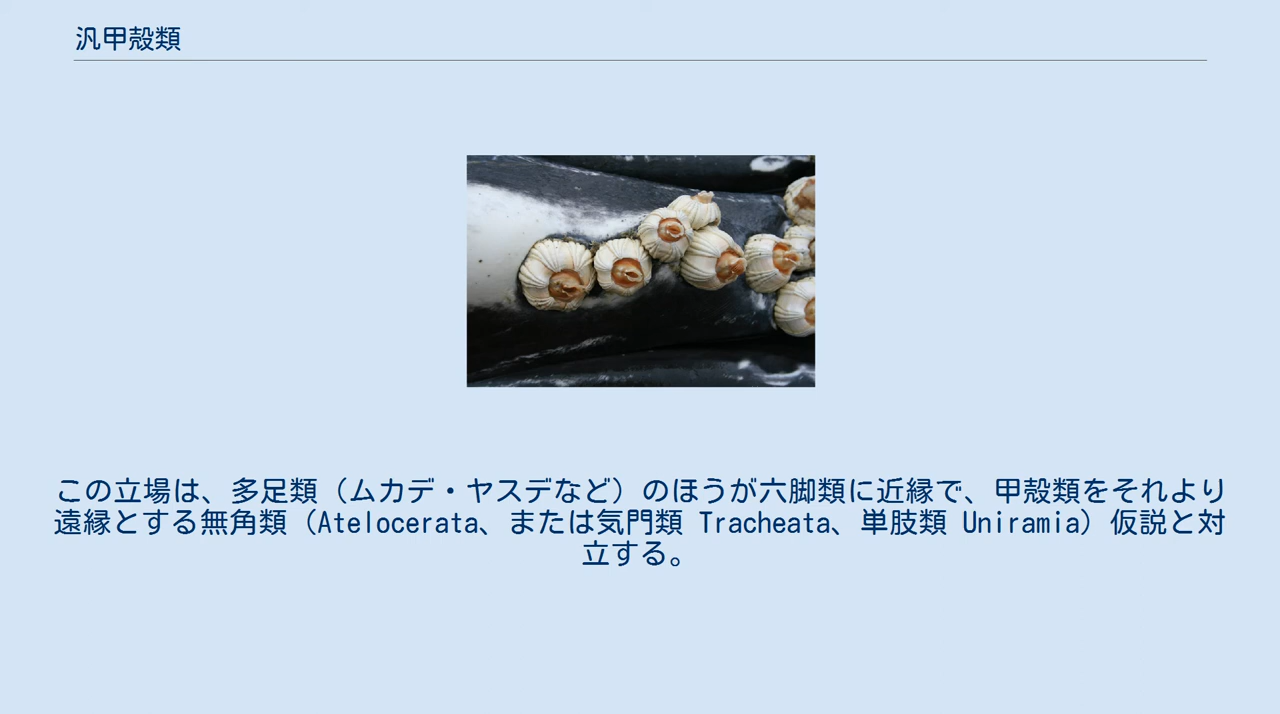 汎甲殻類
この立場は、多足類（ムカデ・ヤスデなど）のほうが六脚類に近縁で、甲殻類をそれより
遠縁とする無角類（Atelocerata、または気門類 Tracheata、単肢類 Uniramia）仮説と対
立する。